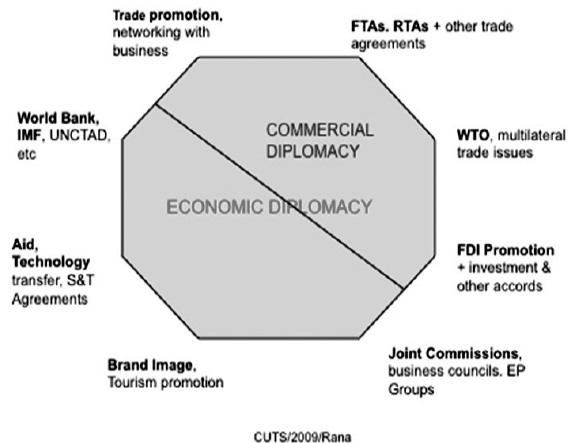 Trade promotion,
networking with
business
FTAs. RTAs + other trade
agreements
World Bank,
IMF, UNCTAD,
etc
COMMERCIAL
DIPLOMACY
WTO, multilateral
trade issues
ECONOMIC DIPLOMACY
Aid,
Technology
transfer, S&T
Agreements
FDI Promotion
+ investment &
other accords
Brand Image,
Tourism promotion
Joint Commissions,
business councils. EP
Groups
CUTS/2009/Rana